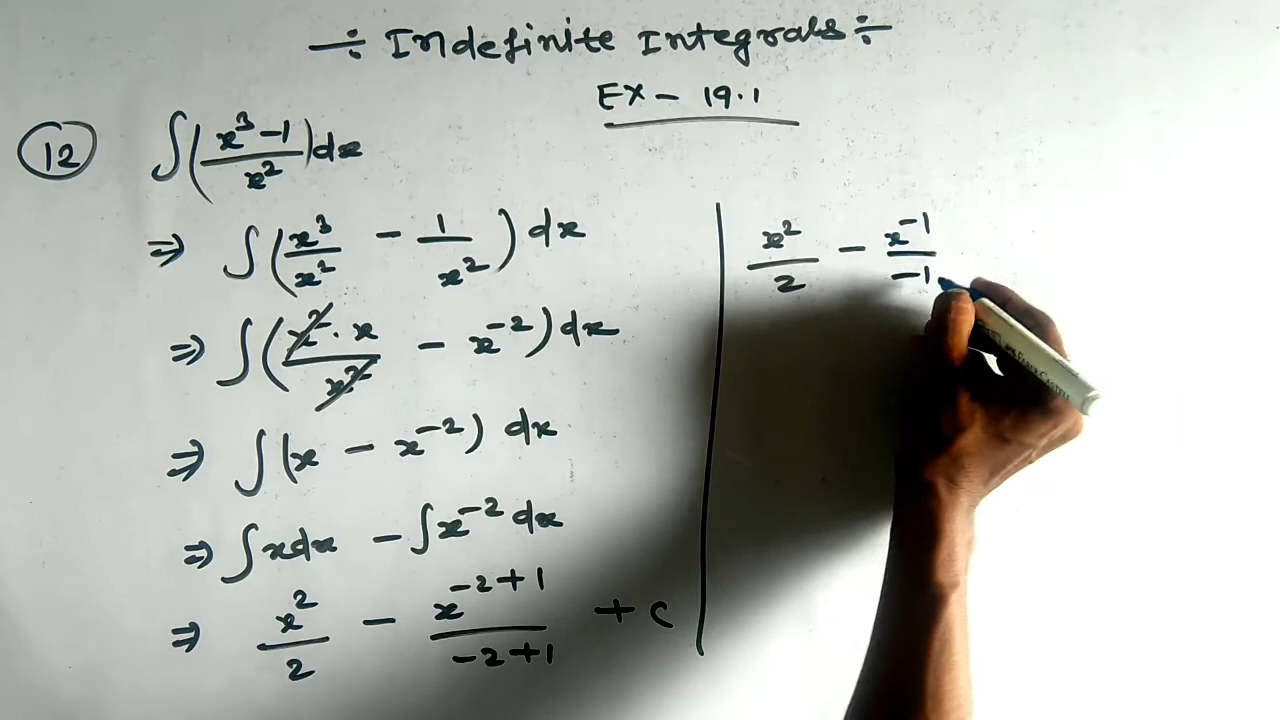 ÷ Indefinite Integrals ÷
EX – 19.1
12 ∫(x³ –1 / x²)dx
⇒ ∫(x³/x² – 1/x²) dx
⇒ ∫(x² · x / x² – x⁻²) dx
⇒ ∫(x – x⁻²) dx
⇒ ∫xdx – ∫x⁻² dx
⇒ x²/2 – x⁻²⁺¹/–2+1 + c
x²/2 – x⁻¹/–1